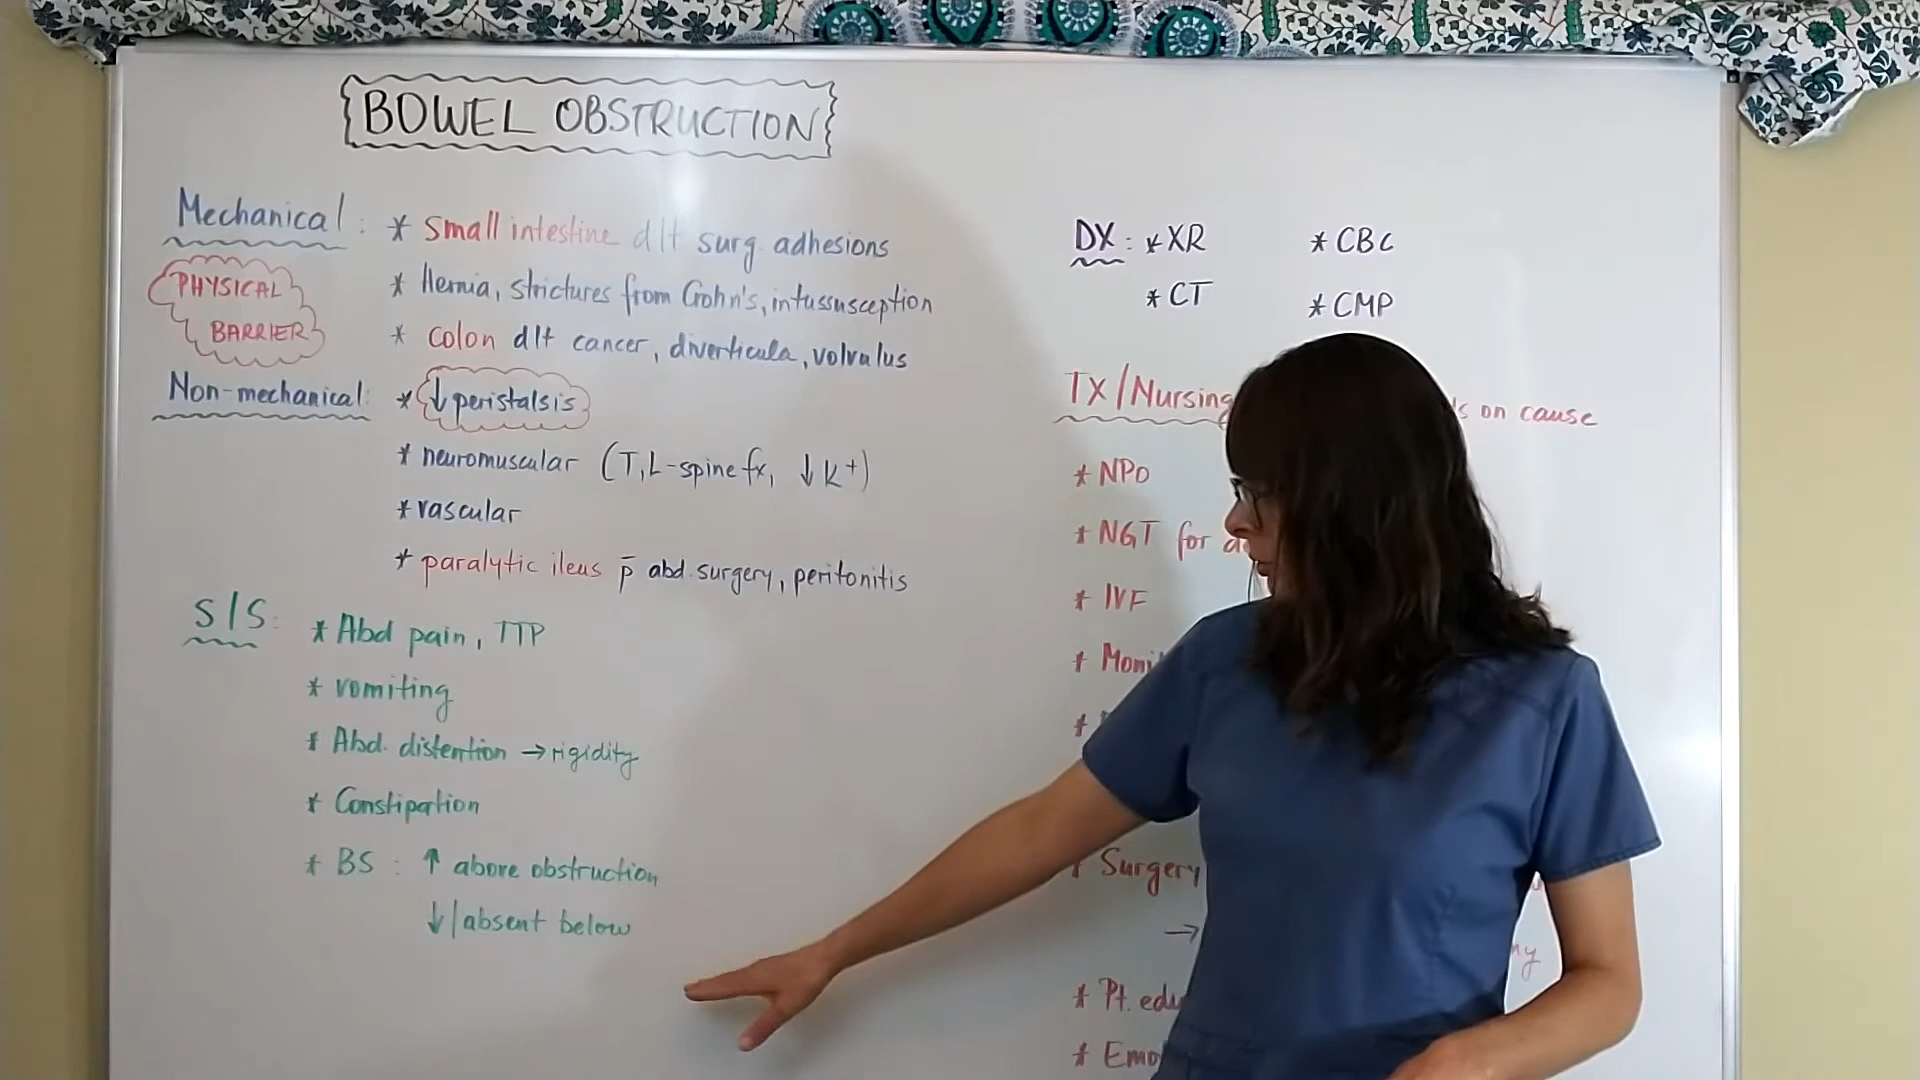 BOWEL OBSTRUCTION
Mechanical: * Small intestine d/t surg. adhesions
PHYSICAL
BARRIER
* Hernia, strictures from Crohn's, intussusception
* colon d/t cancer, diverticula, volvulus
Non-mechanical: * ↓ peristalsis
* neuromuscular (T, L-spine fx, ↓ K+)
* vascular
* paralytic ileus p̄ abd. surgery, peritonitis
S/S: * Abd pain, TTP
* vomiting
* Abd. distention → rigidity
* Constipation
* BS: ↑ above obstruction
↓/absent below
DX: * XR * CBC
* CT * CMP
TX/Nursing on cause
* NPO
* NGT for
* IVF
*
*
* Surgery
→
* Pt.
*